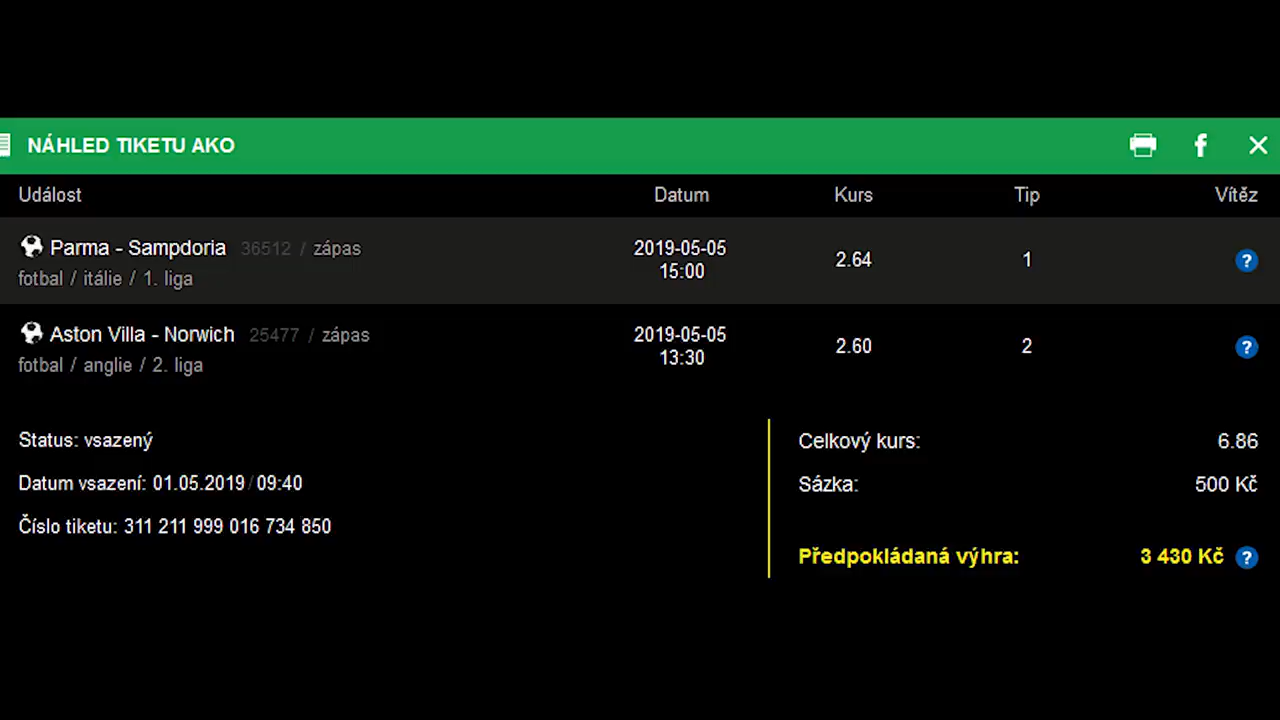 NÁHLED TIKETU AKO
Událost Datum Kurs Tip Vítěz
Parma - Sampdoria 36512 / zápas 2019-05-05 15:00 2.64 1 ?
fotbal / itálie / 1. liga
Aston Villa - Norwich 25477 / zápas 2019-05-05 13:30 2.60 2 ?
fotbal / anglie / 2. liga
Status: vsazený
Datum vsazení: 01.05.2019 / 09:40
Číslo tiketu: 311 211 999 016 734 850
Celkový kurs: 6.86
Sázka: 500 Kč
Předpokládaná výhra: 3 430 Kč ?